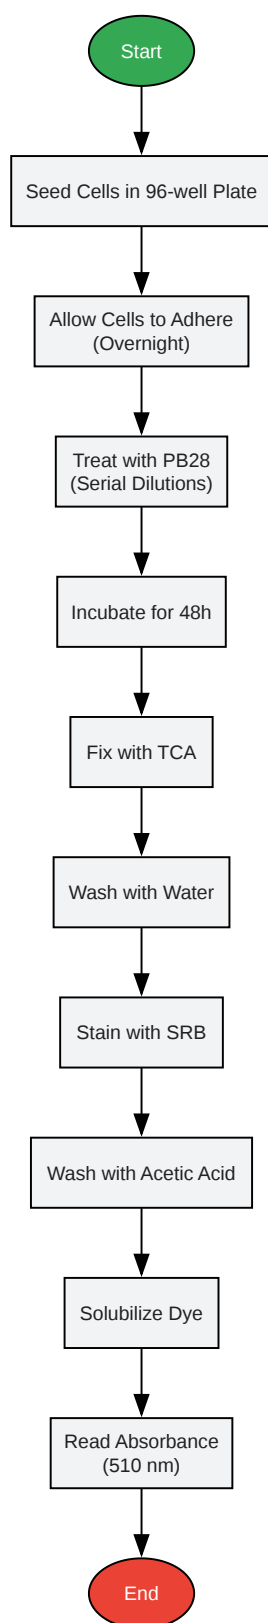 Start
Seed Cells in 96-well Plate
Allow Cells to Adhere
(Overnight)
Treat with PB28
(Serial Dilutions)
Incubate for 48h
Fix with TCA
Wash with Water
Stain with SRB
Wash with Acetic Acid
Solubilize Dye
Read Absorbance
(510 nm)
End